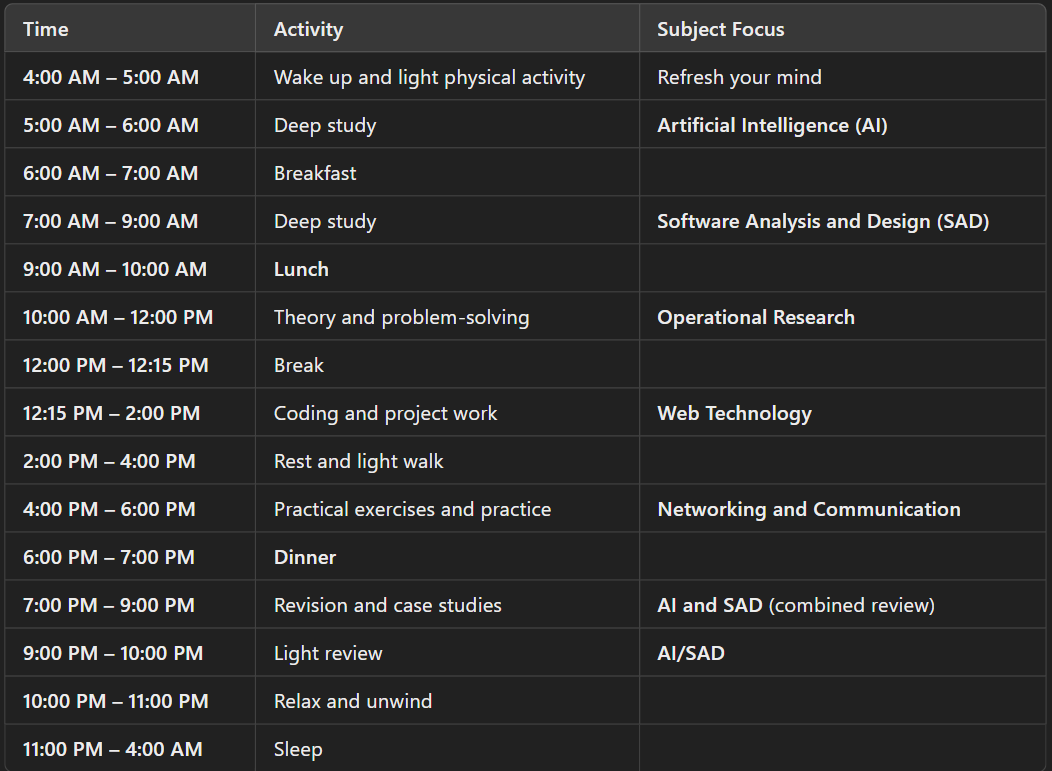 Time Activity Subject Focus
4:00 AM – 5:00 AM Wake up and light physical activity Refresh your mind
5:00 AM – 6:00 AM Deep study Artificial Intelligence (AI)
6:00 AM – 7:00 AM Breakfast
7:00 AM – 9:00 AM Deep study Software Analysis and Design (SAD)
9:00 AM – 10:00 AM Lunch
10:00 AM – 12:00 PM Theory and problem-solving Operational Research
12:00 PM – 12:15 PM Break
12:15 PM – 2:00 PM Coding and project work Web Technology
2:00 PM – 4:00 PM Rest and light walk
4:00 PM – 6:00 PM Practical exercises and practice Networking and Communication
6:00 PM – 7:00 PM Dinner
7:00 PM – 9:00 PM Revision and case studies AI and SAD (combined review)
9:00 PM – 10:00 PM Light review AI/SAD
10:00 PM – 11:00 PM Relax and unwind
11:00 PM – 4:00 AM Sleep